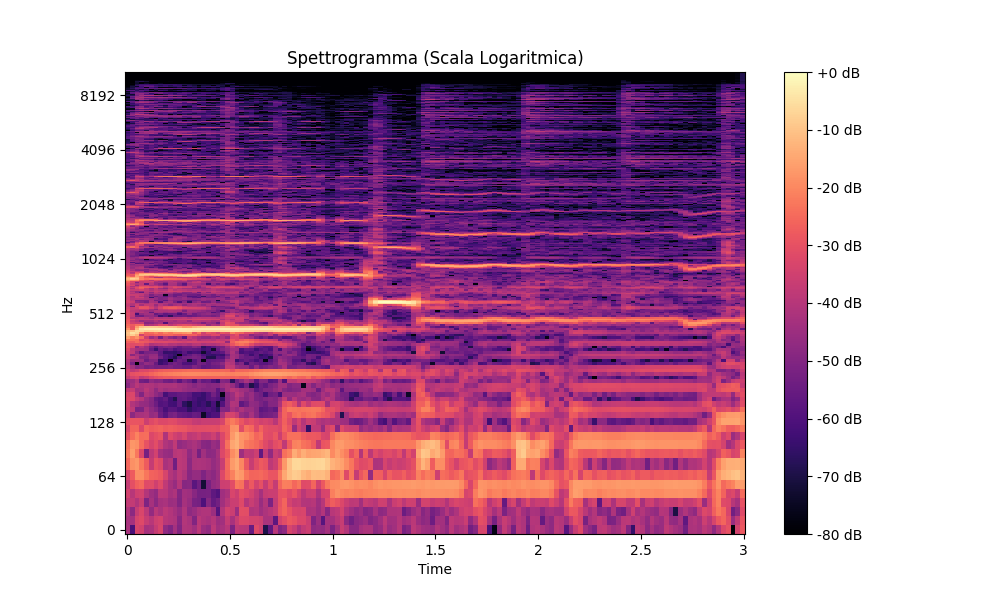 Spettrogramma (Scala Logaritmica)
Hz
8192
4096
2048
1024
512
256
128
64
0
0
0.5
1
1.5
2
2.5
3
Time
+0 dB
-10 dB
-20 dB
-30 dB
-40 dB
-50 dB
-60 dB
-70 dB
-80 dB